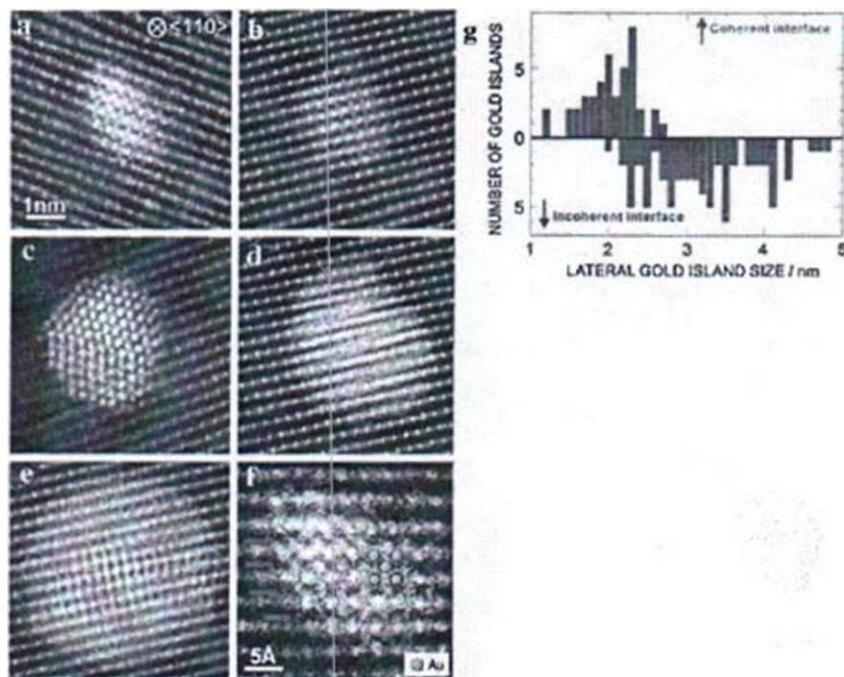 a
⊗<110>
b
1nm
c
d
e
f
5Å
Au
g
NUMBER OF GOLD ISLANDS
5
0
5
Coherent interface
Incoherent interface
1 2 3 4 5
LATERAL GOLD ISLAND SIZE / nm